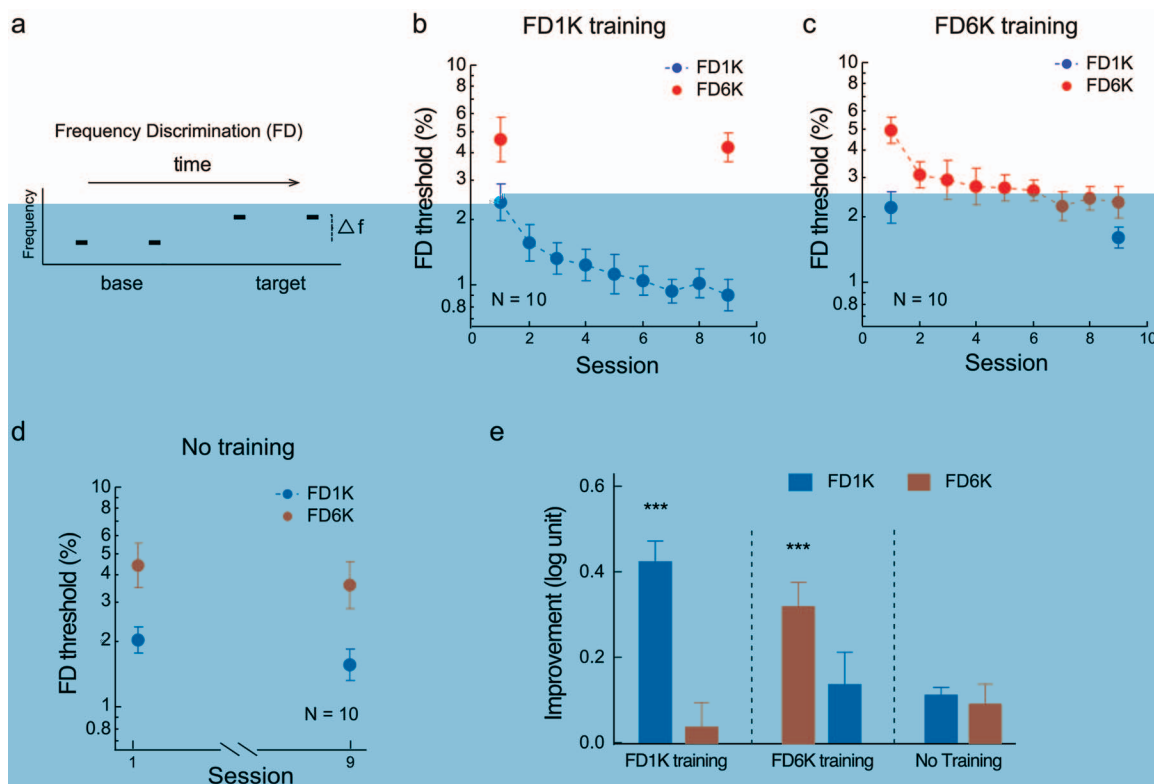 a
Frequency Discrimination (FD)
time
Frequency
Δf
base target
b
FD1K training
FD1K
FD6K
FD threshold (%)
10
8
6
5
4
3
2
1
0.8
N = 10
0 2 4 6 8 10
Session
c
FD6K training
FD1K
FD6K
FD threshold (%)
10
8
6
5
4
3
2
1
0.8
N = 10
0 2 4 6 8 10
Session
d
No training
FD1K
FD6K
FD threshold (%)
10
8
6
5
4
3
2
1
0.8
N = 10
1 9
Session
e
FD1K FD6K
Improvement (log unit)
0.6
0.4
0.2
0.0
***
***
FD1K training FD6K training No Training